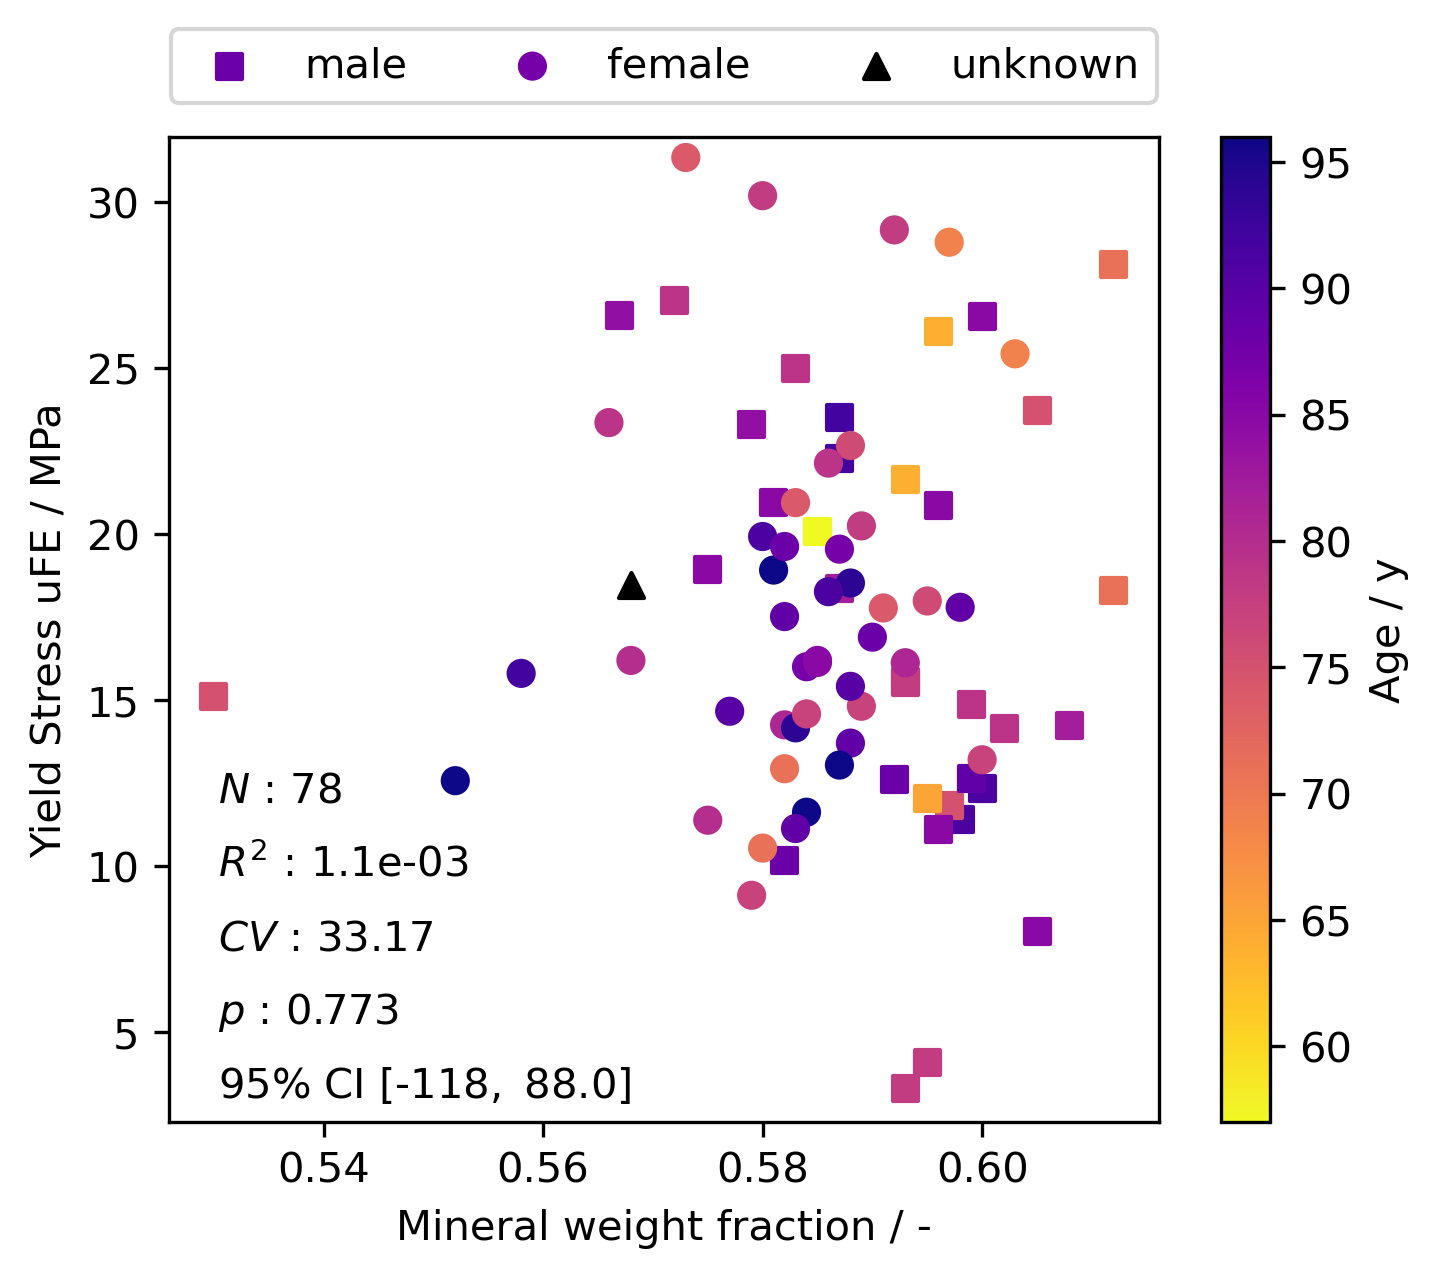 male female unknown
30
25
20
15
10
5
Yield Stress uFE / MPa
N : 78
R² : 1.1e-03
CV : 33.17
p : 0.773
95% CI [-118, 88.0]
0.54 0.56 0.58 0.60
Mineral weight fraction / -
95
90
85
80
75
70
65
60
Age / y